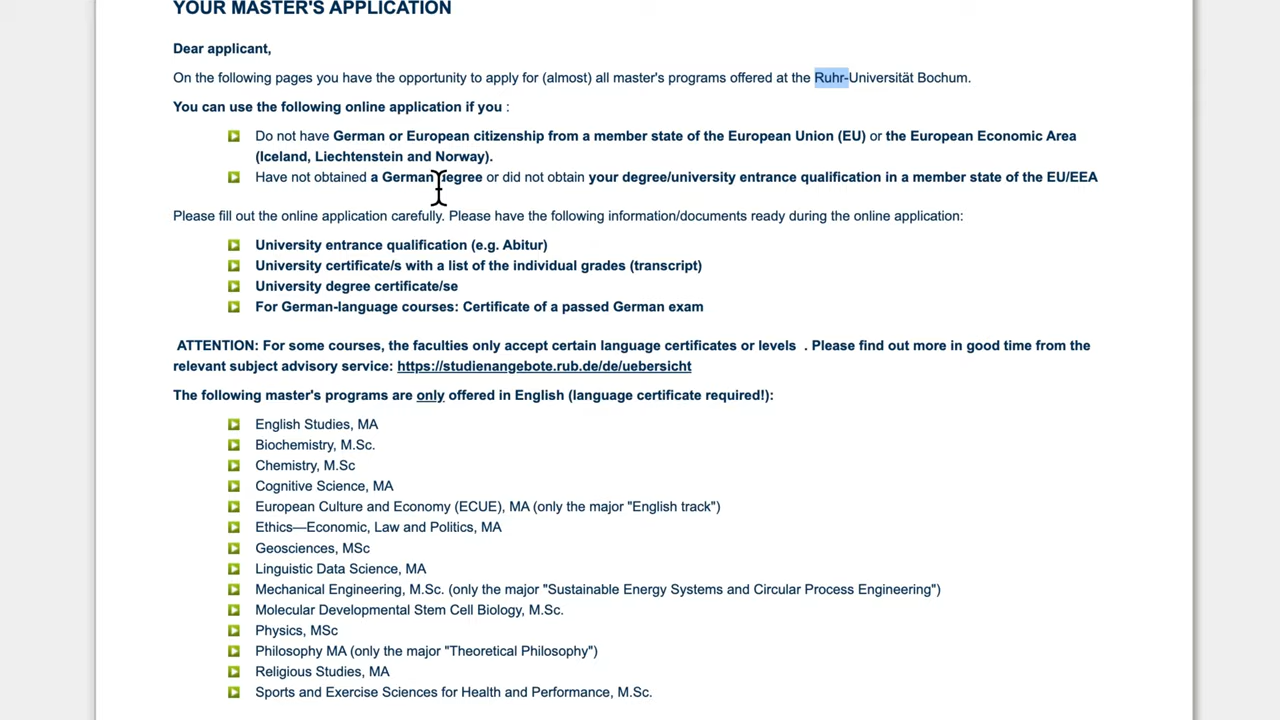 YOUR MASTER'S APPLICATION
Dear applicant,
On the following pages you have the opportunity to apply for (almost) all master's programs offered at the Ruhr-Universität Bochum.
You can use the following online application if you :
Do not have German or European citizenship from a member state of the European Union (EU) or the European Economic Area
(Iceland, Liechtenstein and Norway).
Have not obtained a German degree or did not obtain your degree/university entrance qualification in a member state of the EU/EEA
Please fill out the online application carefully. Please have the following information/documents ready during the online application:
University entrance qualification (e.g. Abitur)
University certificate/s with a list of the individual grades (transcript)
University degree certificate/se
For German-language courses: Certificate of a passed German exam
ATTENTION: For some courses, the faculties only accept certain language certificates or levels . Please find out more in good time from the
relevant subject advisory service: https://studienangebote.rub.de/de/uebersicht
The following master's programs are only offered in English (language certificate required!):
English Studies, MA
Biochemistry, M.Sc.
Chemistry, M.Sc
Cognitive Science, MA
European Culture and Economy (ECUE), MA (only the major "English track")
Ethics—Economic, Law and Politics, MA
Geosciences, MSc
Linguistic Data Science, MA
Mechanical Engineering, M.Sc. (only the major "Sustainable Energy Systems and Circular Process Engineering")
Molecular Developmental Stem Cell Biology, M.Sc.
Physics, MSc
Philosophy MA (only the major "Theoretical Philosophy")
Religious Studies, MA
Sports and Exercise Sciences for Health and Performance, M.Sc.